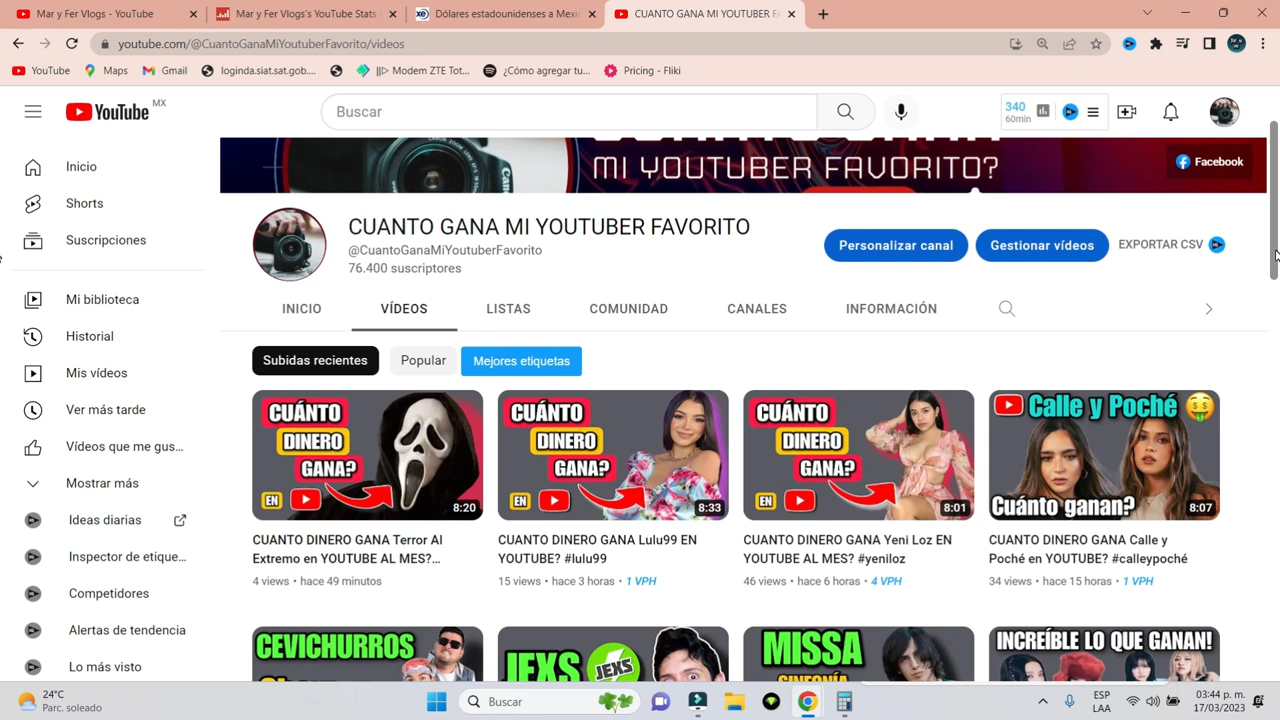 Mar y Fer Vlogs - YouTube
Mar y Fer Vlogs's YouTube Stats
Dólares estadounidenses a Mexi
CUANTO GANA MI YOUTUBER FA
youtube.com/@CuantoGanaMiYoutuberFavorito/videos
YouTube
Maps
Gmail
loginda.siat.sat.gob....
||▷ Modem ZTE Tot...
¿Cómo agregar tu...
Pricing - Fliki
YouTube MX
Buscar
340
60min
MI YOUTUBER FAVORITO?
Facebook
Inicio
Shorts
Suscripciones
Mi biblioteca
Historial
Mis vídeos
Ver más tarde
Vídeos que me gus...
Mostrar más
Ideas diarias
Inspector de etique...
Competidores
Alertas de tendencia
Lo más visto
CUANTO GANA MI YOUTUBER FAVORITO
@CuantoGanaMiYoutuberFavorito
76.400 suscriptores
Personalizar canal
Gestionar vídeos
EXPORTAR CSV
INICIO
VÍDEOS
LISTAS
COMUNIDAD
CANALES
INFORMACIÓN
Subidas recientes
Popular
Mejores etiquetas
CUÁNTO
DINERO
GANA?
EN
8:20
CUANTO DINERO GANA Terror Al
Extremo en YOUTUBE AL MES?...
4 views • hace 49 minutos
CUÁNTO
DINERO
GANA?
EN
8:33
CUANTO DINERO GANA Lulu99 EN
YOUTUBE? #lulu99
15 views • hace 3 horas • 1 VPH
CUÁNTO
DINERO
GANA?
EN
8:01
CUANTO DINERO GANA Yeni Loz EN
YOUTUBE AL MES? #yeniloz
46 views • hace 6 horas • 4 VPH
Calle y Poché
Cuánto ganan?
8:07
CUANTO DINERO GANA Calle y
Poché en YOUTUBE? #calleypoché
34 views • hace 15 horas • 1 VPH
CEVICHURROS
JEXS
JEXS
MISSA
SINFONÍA
INCREÍBLE LO QUE GANAN!
24°C
Parc. soleado
Buscar
ESP
LAA
03:44 p. m.
17/03/2023